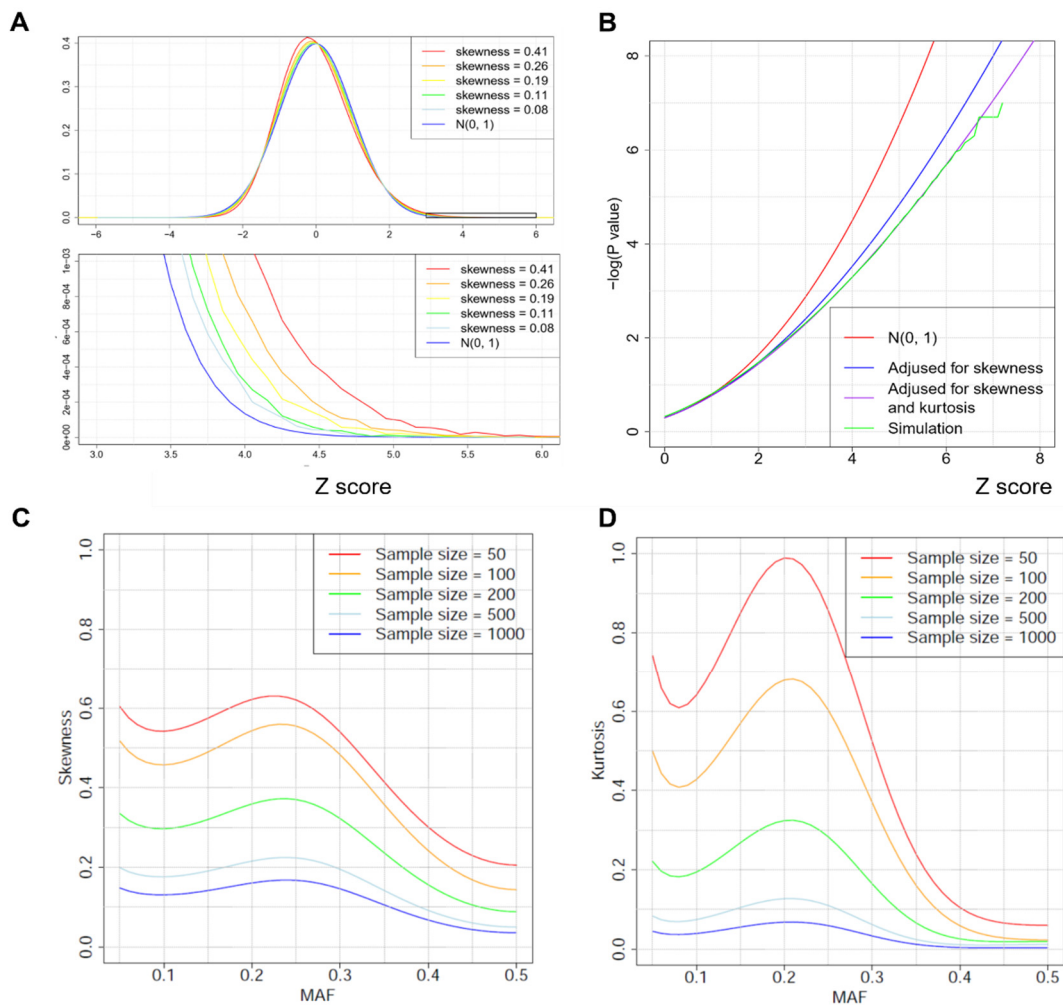 A
0.4
0.3
0.2
0.1
0.0
skewness = 0.41
skewness = 0.26
skewness = 0.19
skewness = 0.11
skewness = 0.08
N(0, 1)
−6 −4 −2 0 2 4 6
1e−03
8e−04
6e−04
4e−04
2e−04
0e+00
skewness = 0.41
skewness = 0.26
skewness = 0.19
skewness = 0.11
skewness = 0.08
N(0, 1)
3.0 3.5 4.0 4.5 5.0 5.5 6.0
Z score
B
−log(P value)
8
6
4
2
0
N(0, 1)
Adjused for skewness
Adjused for skewness
and kurtosis
Simulation
0 2 4 6 8
Z score
C
Skewness
1.0
0.8
0.6
0.4
0.2
0.0
Sample size = 50
Sample size = 100
Sample size = 200
Sample size = 500
Sample size = 1000
0.1 0.2 0.3 0.4 0.5
MAF
D
Kurtosis
1.0
0.8
0.6
0.4
0.2
0.0
Sample size = 50
Sample size = 100
Sample size = 200
Sample size = 500
Sample size = 1000
0.1 0.2 0.3 0.4 0.5
MAF